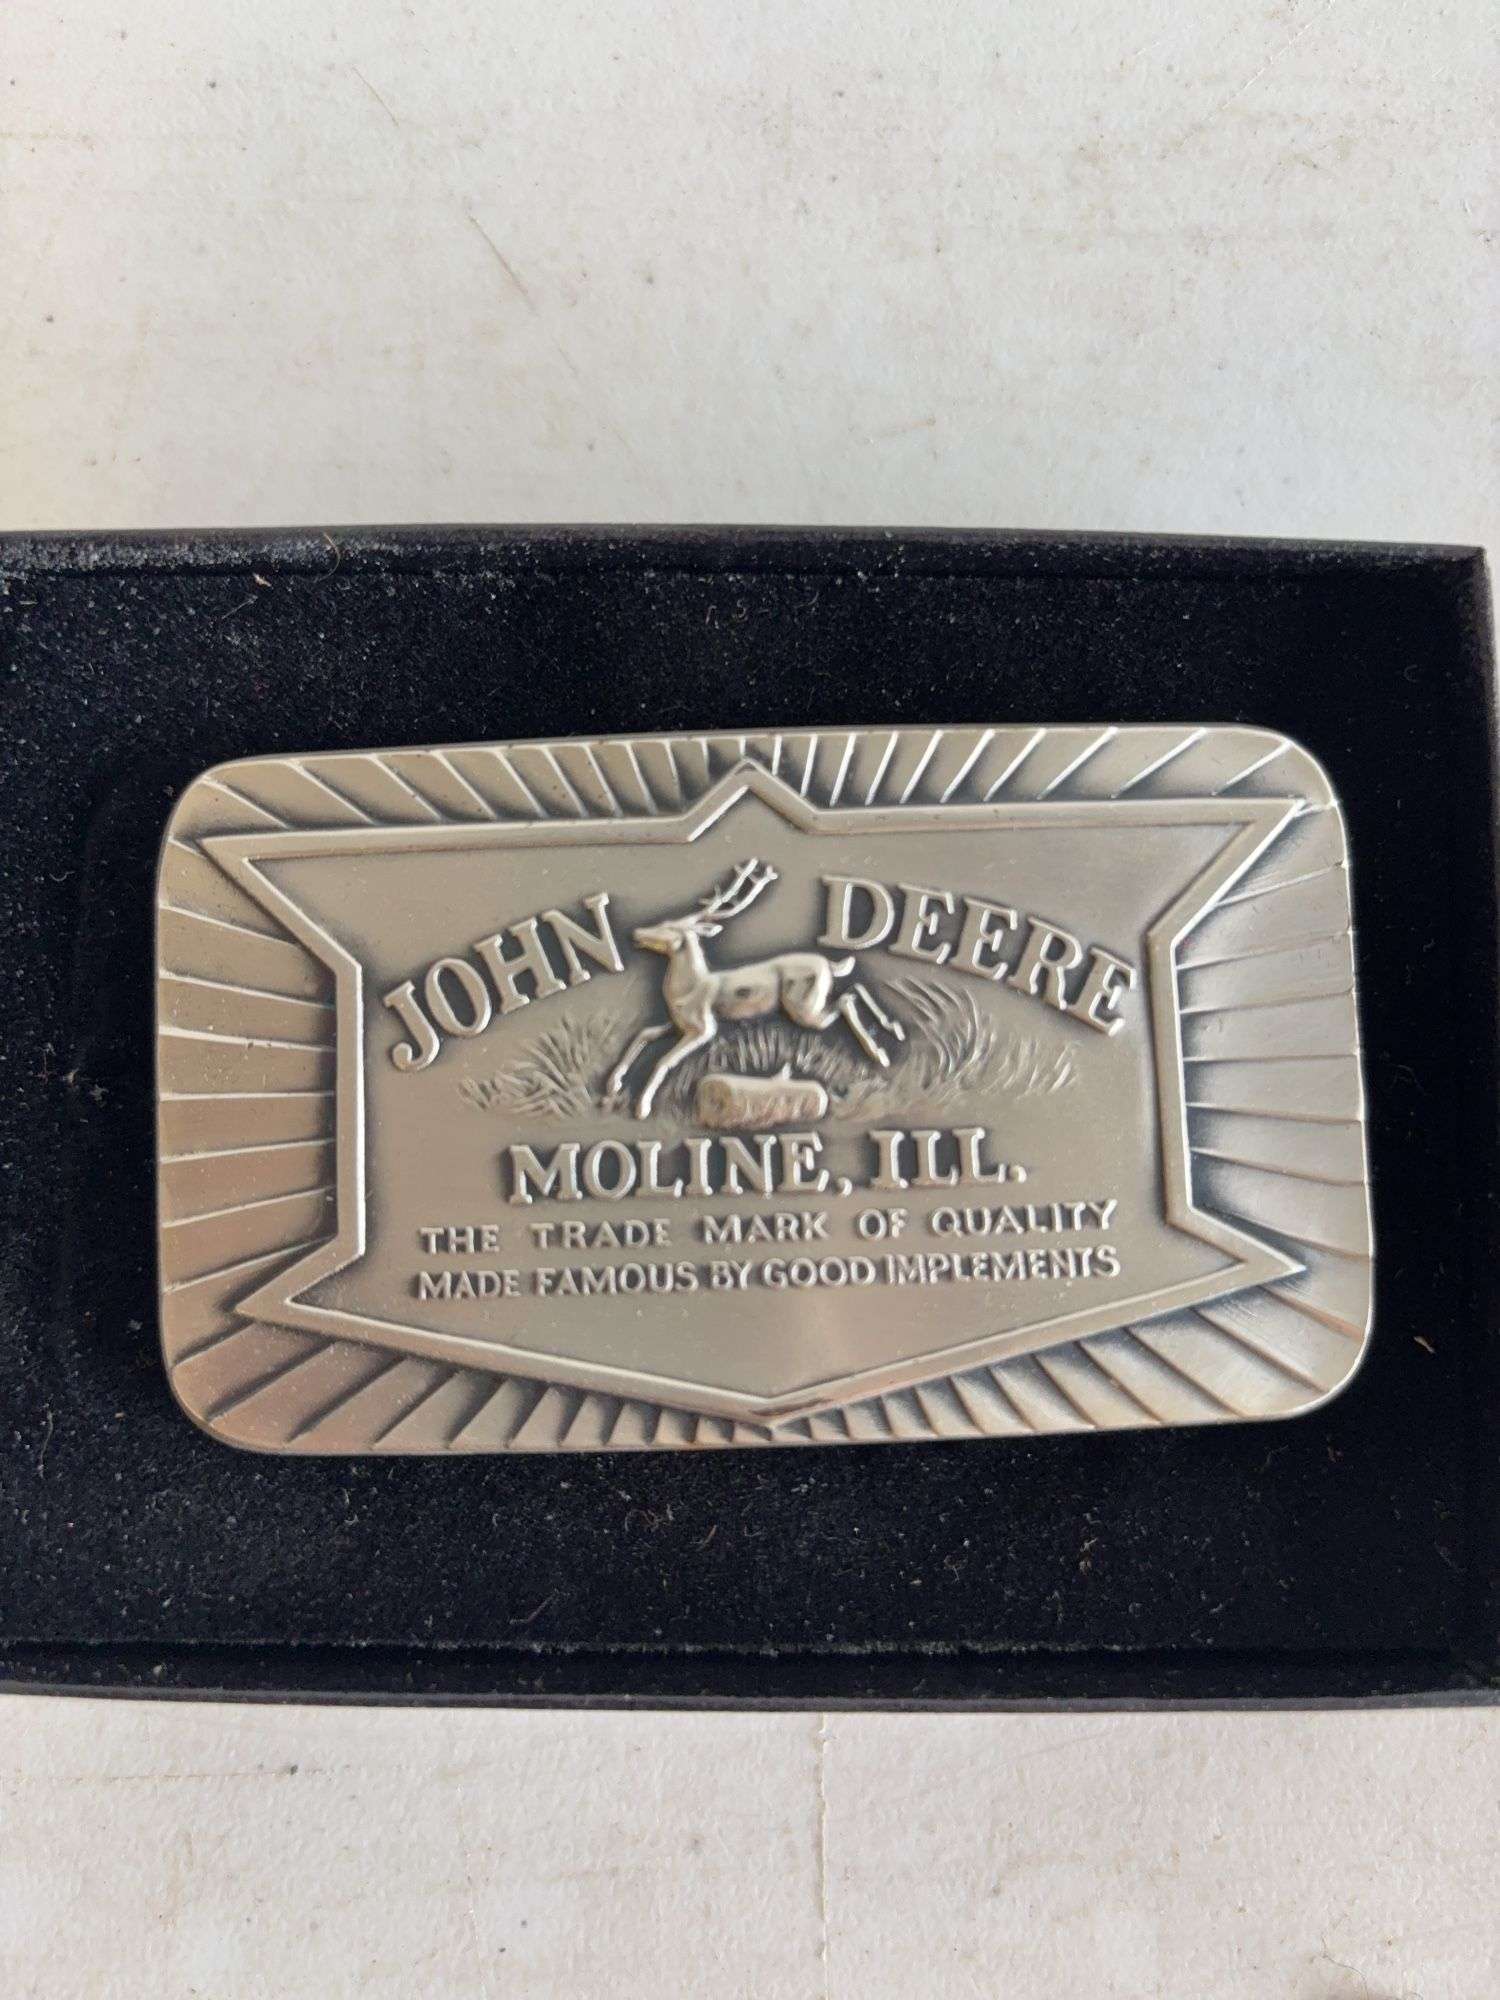 JOHN DEERE
MOLINE, ILL.
THE TRADE MARK OF QUALITY
MADE FAMOUS BY GOOD IMPLEMENTS